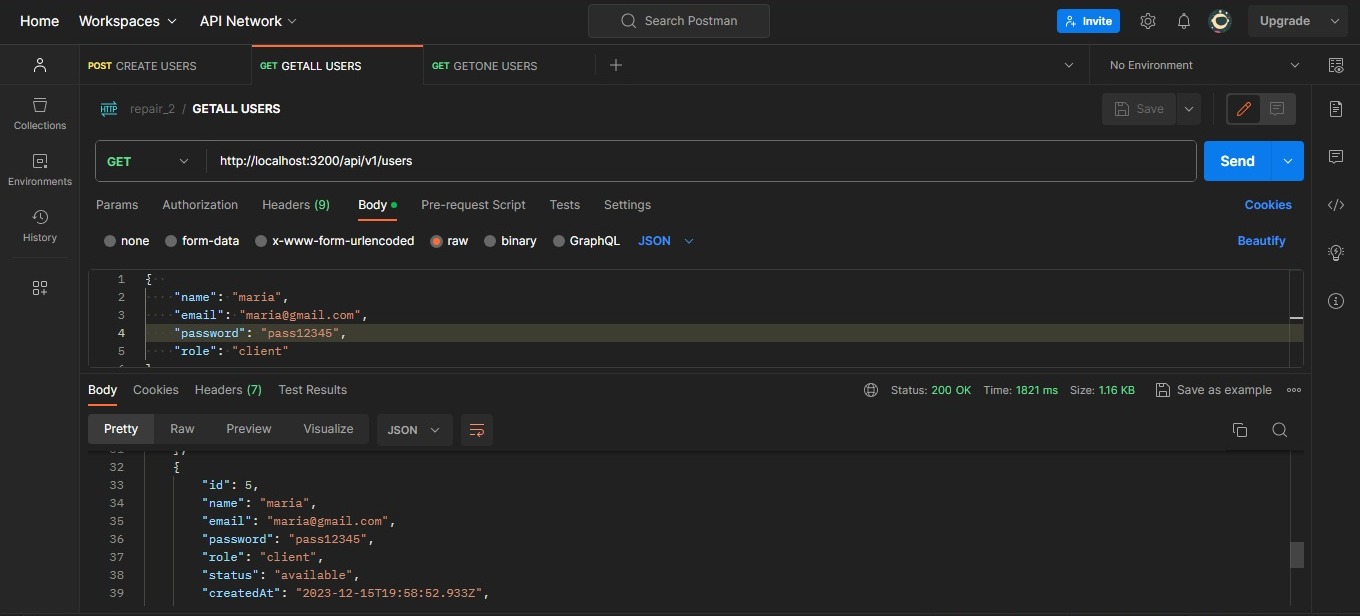 Home Workspaces API Network Search Postman Invite Upgrade
POST CREATE USERS GET GETALL USERS GET GETONE USERS No Environment
HTTP repair_2 / GETALL USERS Save
GET http://localhost:3200/api/v1/users Send
Collections
Environments
History
Params Authorization Headers (9) Body Pre-request Script Tests Settings Cookies
none form-data x-www-form-urlencoded raw binary GraphQL JSON Beautify
1 {
2 "name": "maria",
3 "email": "maria@gmail.com",
4 "password": "pass12345",
5 "role": "client"
Body Cookies Headers (7) Test Results Status: 200 OK Time: 1821 ms Size: 1.16 KB Save as example
Pretty Raw Preview Visualize JSON
32 {
33 "id": 5,
34 "name": "maria",
35 "email": "maria@gmail.com",
36 "password": "pass12345",
37 "role": "client",
38 "status": "available",
39 "createdAt": "2023-12-15T19:58:52.933Z",